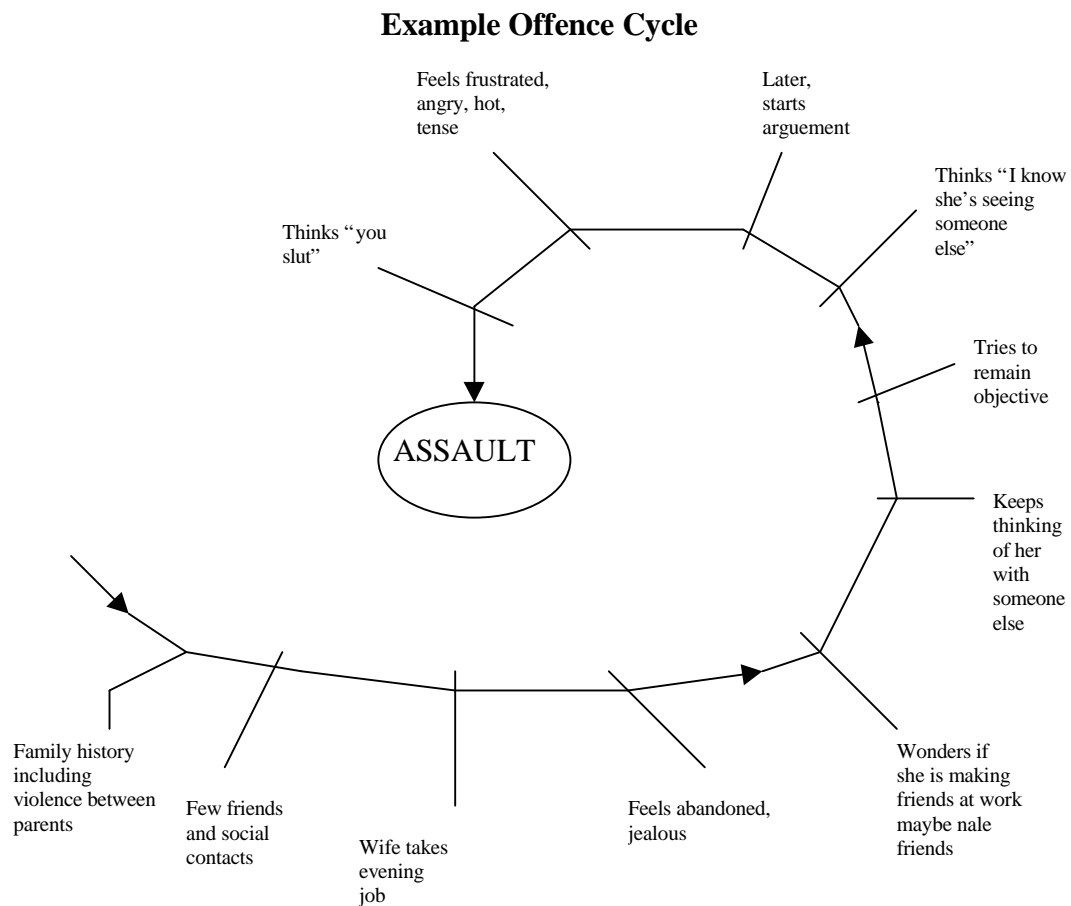 Example Offence Cycle
Feels frustrated,
angry, hot,
tense
Later,
starts
arguement
Thinks “I know
she’s seeing
someone
else”
Thinks “you
slut”
Tries to
remain
objective
ASSAULT
Keeps
thinking
of her
with
someone
else
Family history
including
violence between
parents
Few friends
and social
contacts
Wife takes
evening
job
Feels abandoned,
jealous
Wonders if
she is making
friends at work
maybe nale
friends